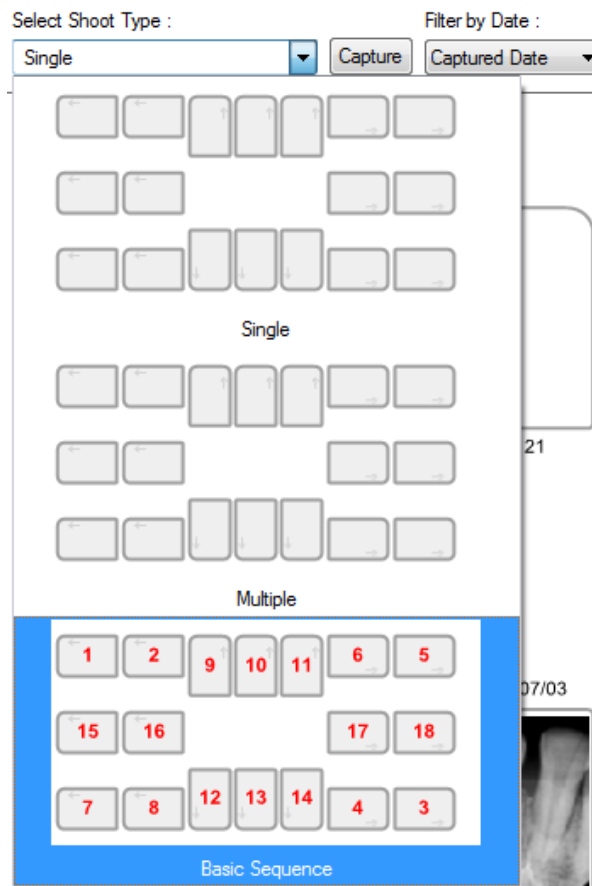 Select Shoot Type :
Filter by Date :
Single
Capture
Captured Date
Single
21
Multiple
07/03
1 2 9 10 11 6 5
15 16 17 18
7 8 12 13 14 4 3
Basic Sequence